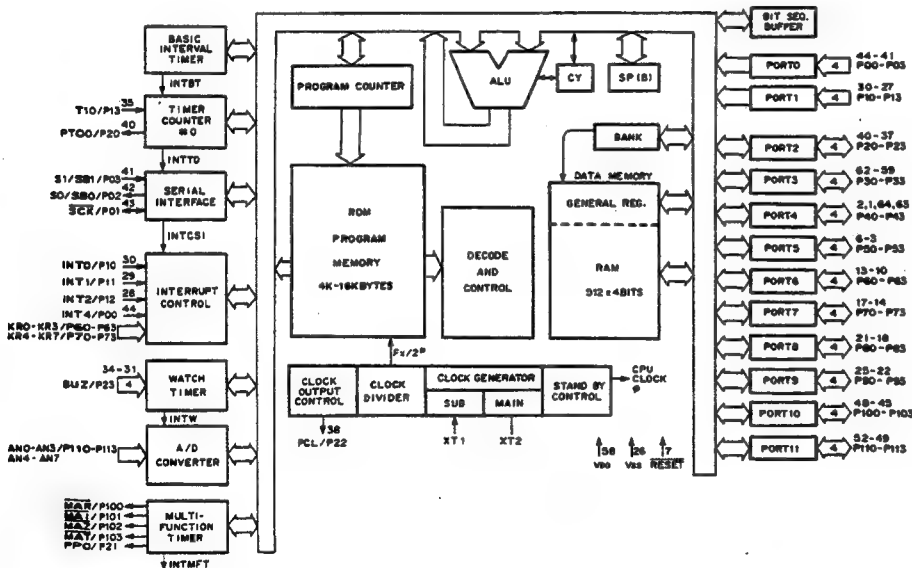 BASIC
INTERVAL
TIMER
INTBT
35
TIO/P13
40
PTOO/P20
TIMER
COUNTER
#0
INTTO
41
SI/SB1/P03
42
SO/SB0/P02
43
SCK/P01
SERIAL
INTERFACE
INTCSI
30
INT0/P10
29
INT1/P11
28
INT2/P12
44
INT4/P00
KR0-KR3/P60-P63
KR4-KR7/P70-P73
INTERRUPT
CONTROL
34-31
BUZ/P23
4
WATCH
TIMER
INTW
AN0-AN3/P110-P113
AN4-AN7
A/D
CONVERTER
MAR/P100
MAI/P101
MAZ/P102
MAT/P103
PPO/P21
MULTI-
FUNCTION
TIMER
INTMFT
PROGRAM COUNTER
ALU
CY
SP(8)
BANK
ROM
PROGRAM
MEMORY
4K-16KBYTES
DECODE
AND
CONTROL
DATA MEMORY
GENERAL REG.
RAM
512×4BITS
CLOCK
OUTPUT
CONTROL
CLOCK
DIVIDER
CLOCK GENERATOR
SUB
MAIN
STAND BY
CONTROL
CPU
CLOCK
38
PCL/P22
XT1
XT2
58
VDD
26
VSS
7
RESET
BIT SEQ.
BUFFER
PORT0
4
44-41
P00-P03
PORT1
4
30-27
P10-P13
PORT2
4
40-37
P20-P23
PORT3
4
62-59
P30-P33
PORT4
4
2,1,64,63
P40-P43
PORT5
4
6-3
P50-P53
PORT6
4
13-10
P60-P63
PORT7
4
17-14
P70-P73
PORT8
4
21-18
P80-P83
PORT9
4
25-22
PORT10
4
48-45
P100-P103
PORT11
4
52-49
P110-P113